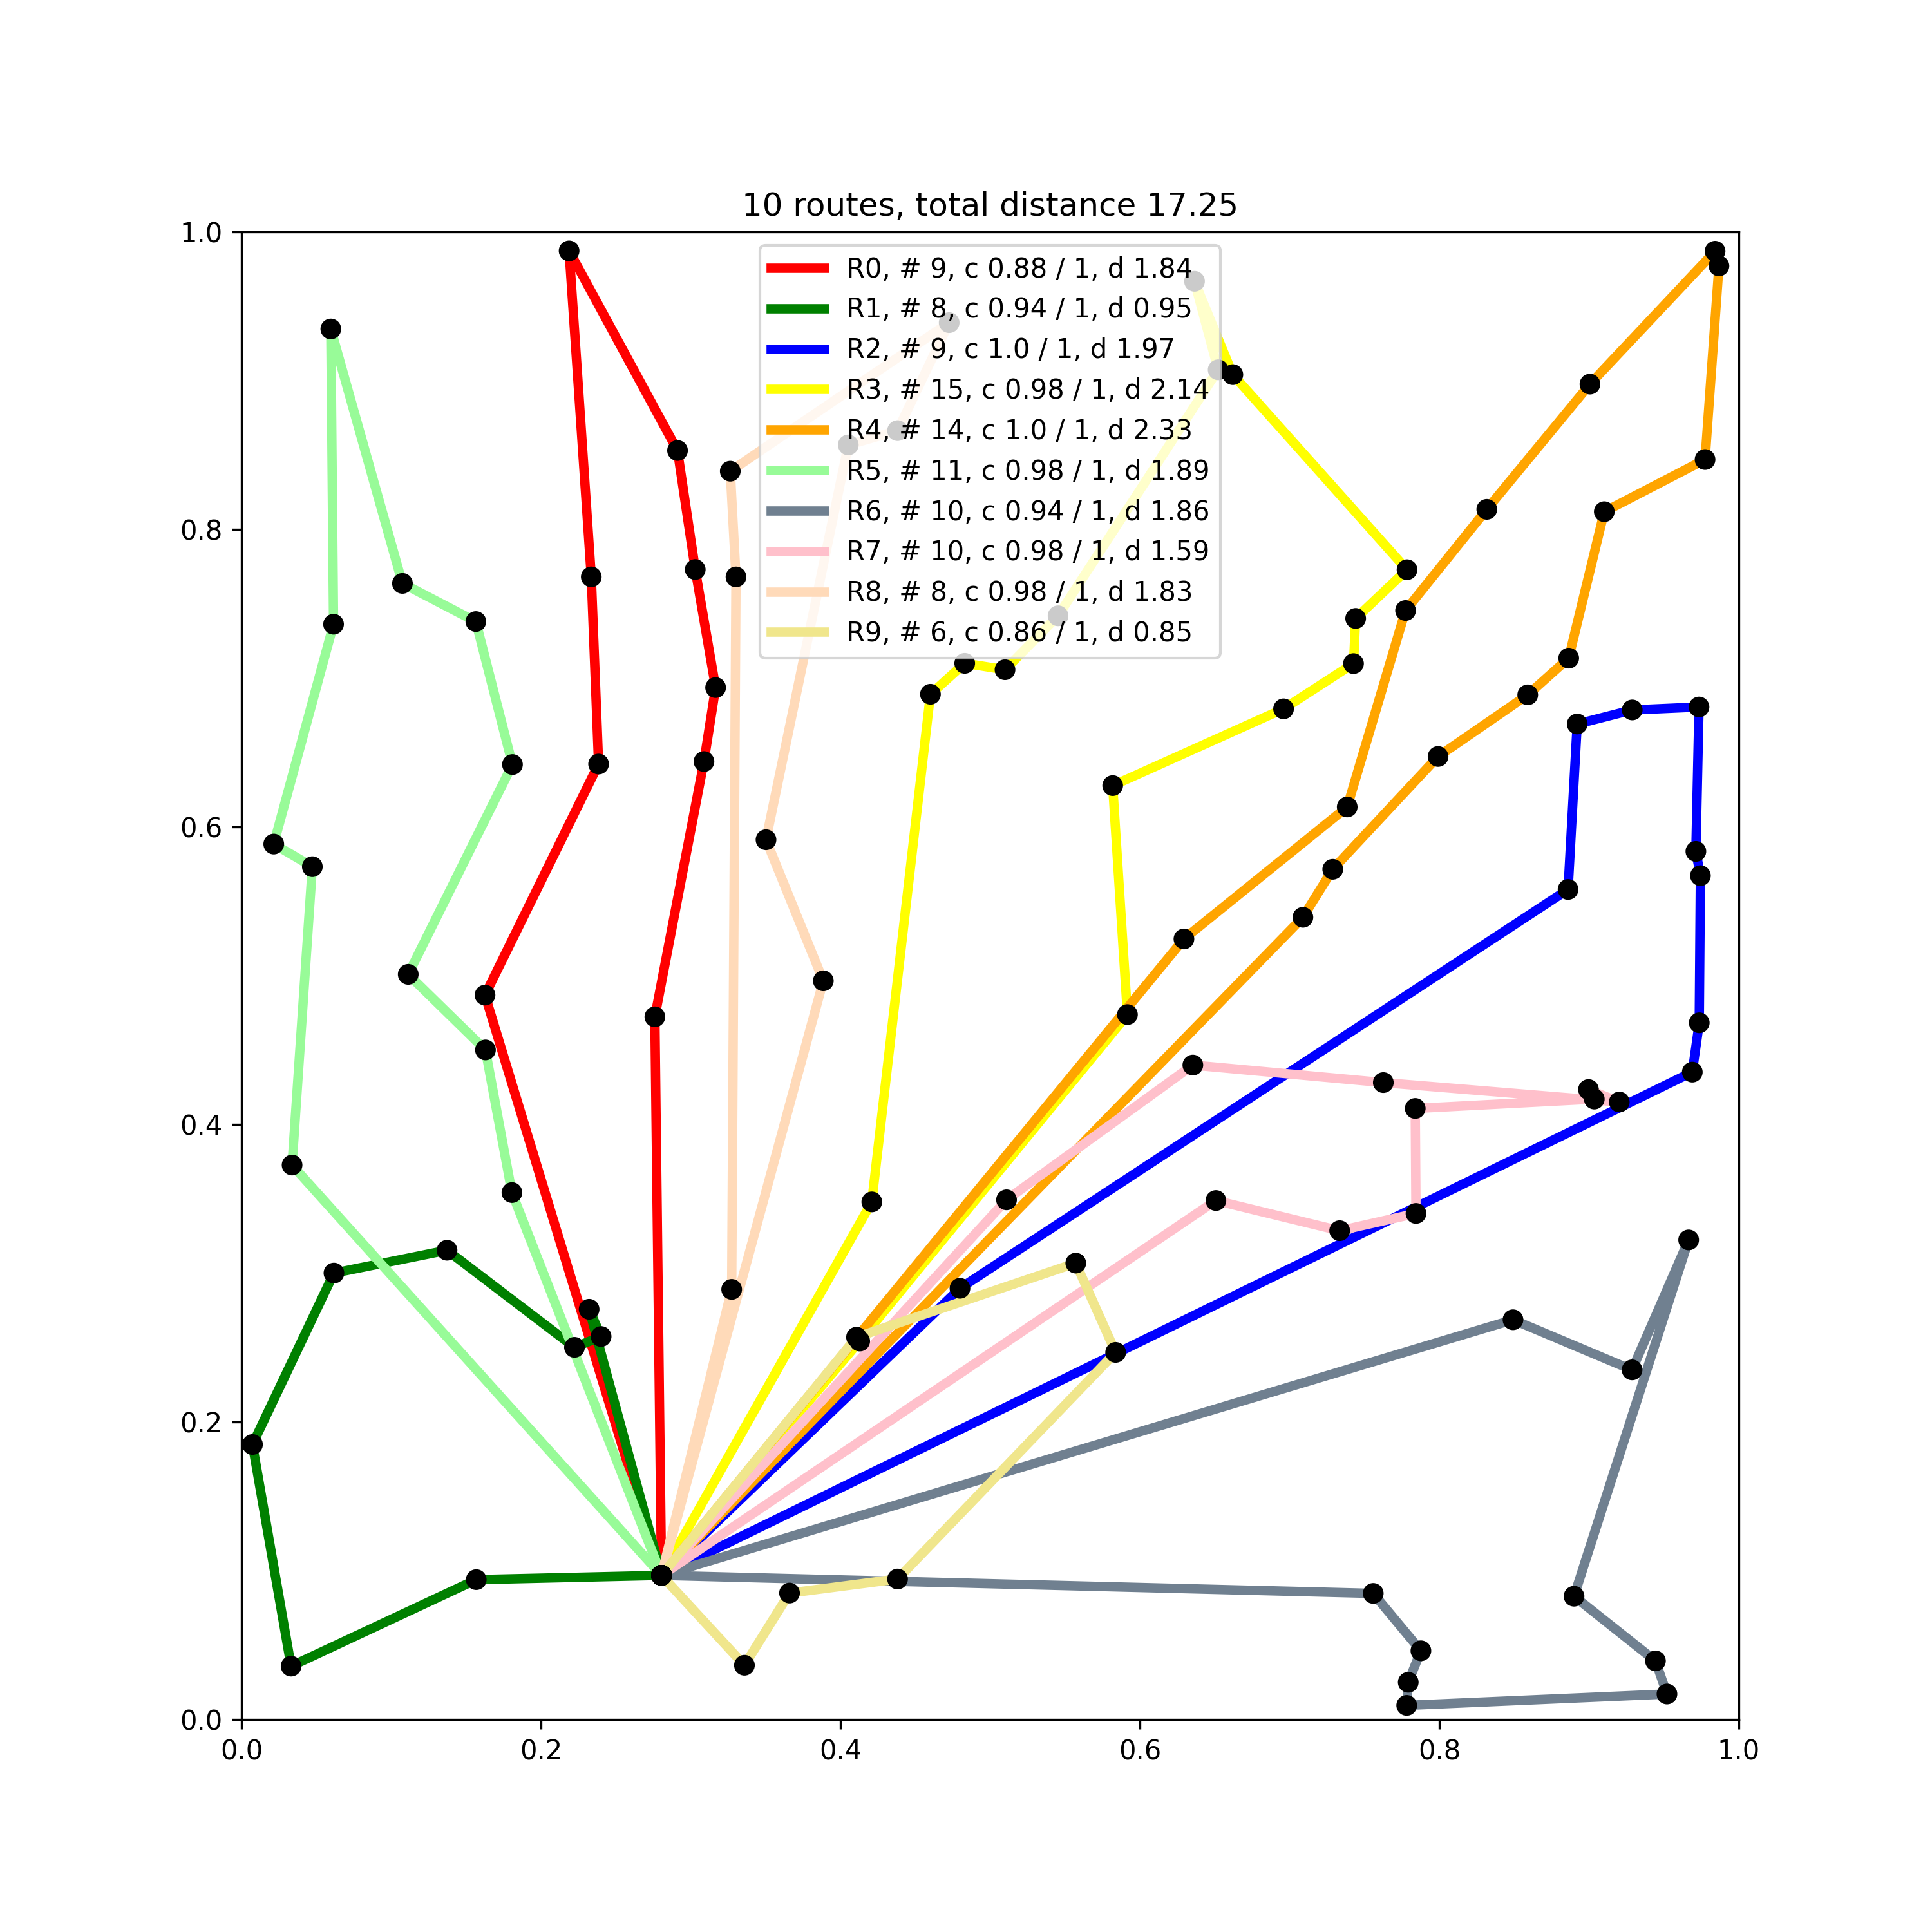 10 routes, total distance 17.25
1.0
R0, # 9, c 0.88 / 1, d 1.84
R1, # 8, c 0.94 / 1, d 0.95
R2, # 9, c 1.0 / 1, d 1.97
R3, # 15, c 0.98 / 1, d 2.14
R4, # 14, c 1.0 / 1, d 2.33
R5, # 11, c 0.98 / 1, d 1.89
R6, # 10, c 0.94 / 1, d 1.86
R7, # 10, c 0.98 / 1, d 1.59
R8, # 8, c 0.98 / 1, d 1.83
R9, # 6, c 0.86 / 1, d 0.85
0.8
0.6
0.4
0.2
0.0
0.0 0.2 0.4 0.6 0.8 1.0